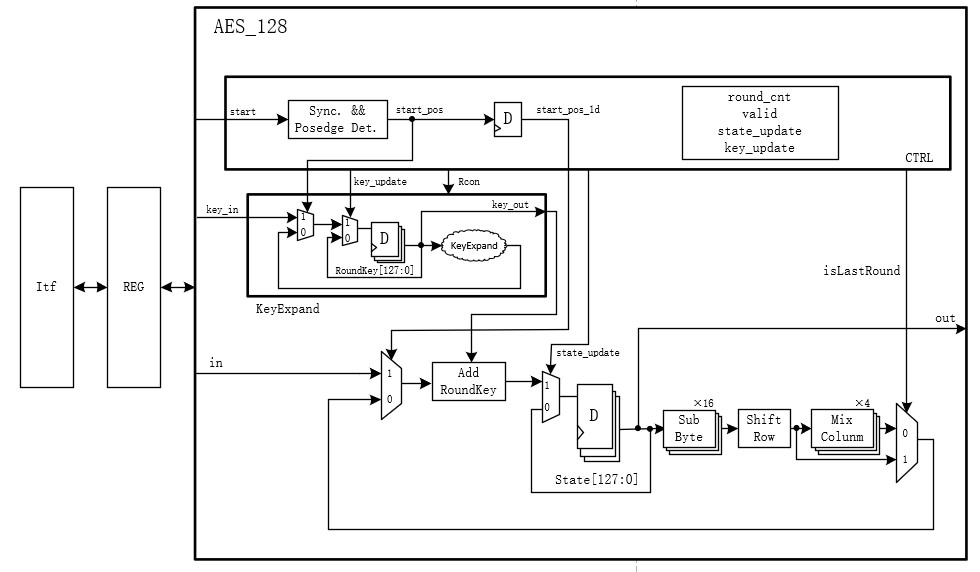 AES_128
start
Sync. &&
Posedge Det.
start_pos
D
start_pos_1d
round_cnt
valid
state_update
key_update
CTRL
key_update
Rcon
key_in
1
0
1
0
D
RoundKey[127:0]
key_out
KeyExpand
KeyExpand
Itf
REG
isLastRound
out
in
1
0
Add
RoundKey
state_update
1
0
D
State[127:0]
×16
Sub
Byte
Shift
Row
×4
Mix
Colunm
0
1